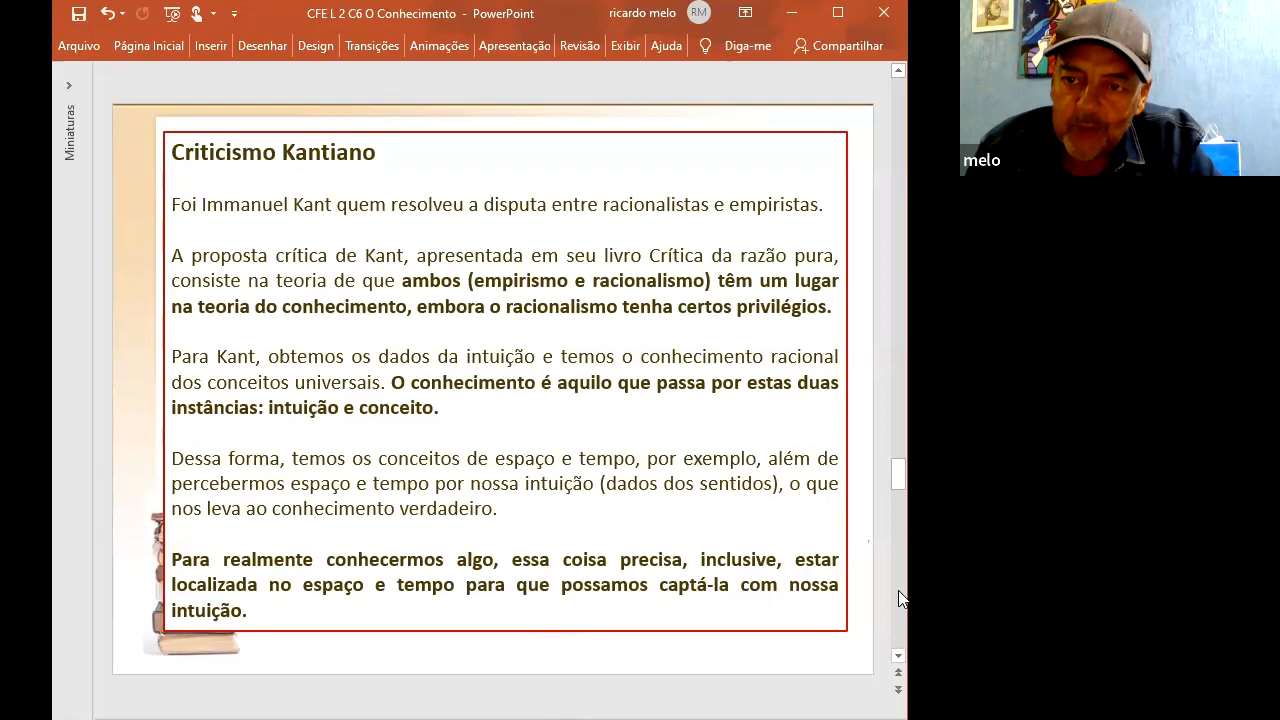 CFE L 2 C6 O Conhecimento - PowerPoint
ricardo melo
RM
Arquivo Página Inicial Inserir Desenhar Design Transições Animações Apresentação Revisão Exibir Ajuda Diga-me Compartilhar
Miniaturas
Criticismo Kantiano
Foi Immanuel Kant quem resolveu a disputa entre racionalistas e empiristas.
A proposta crítica de Kant, apresentada em seu livro Crítica da razão pura,
consiste na teoria de que ambos (empirismo e racionalismo) têm um lugar
na teoria do conhecimento, embora o racionalismo tenha certos privilégios.
Para Kant, obtemos os dados da intuição e temos o conhecimento racional
dos conceitos universais. O conhecimento é aquilo que passa por estas duas
instâncias: intuição e conceito.
Dessa forma, temos os conceitos de espaço e tempo, por exemplo, além de
percebermos espaço e tempo por nossa intuição (dados dos sentidos), o que
nos leva ao conhecimento verdadeiro.
Para realmente conhecermos algo, essa coisa precisa, inclusive, estar
localizada no espaço e tempo para que possamos captá-la com nossa
intuição.
melo